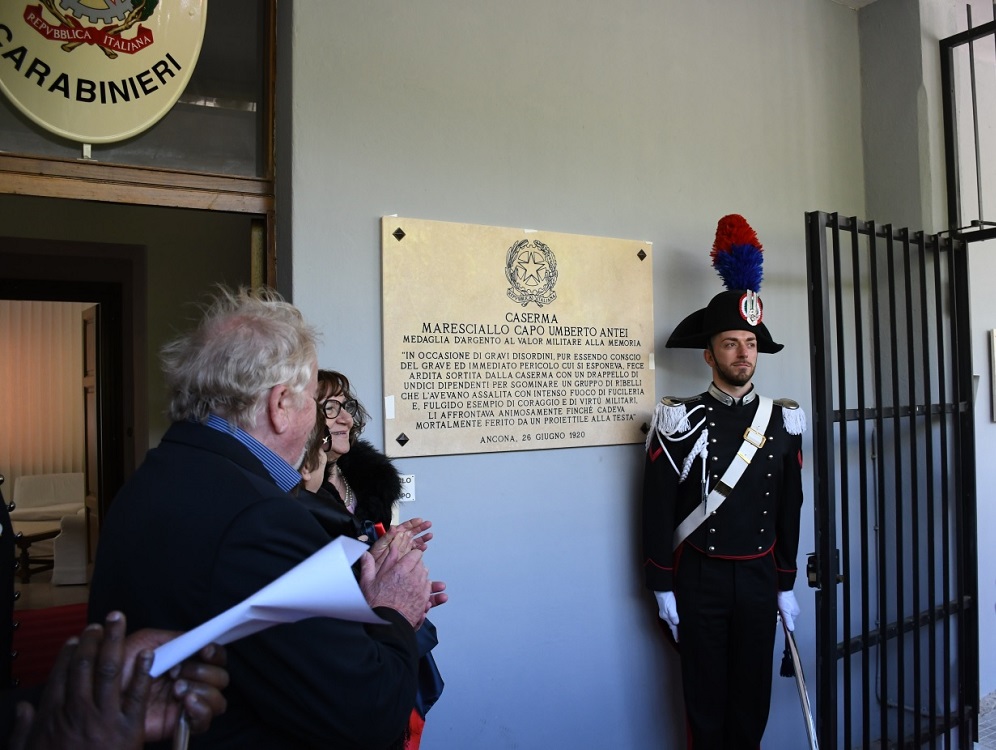 REPVBBLICA ITALIANA
CARABINIERI
REPVBBLICA ITALIANA
CASERMA
MARESCIALLO CAPO UMBERTO ANTEI
MEDAGLIA D'ARGENTO AL VALOR MILITARE ALLA MEMORIA
"IN OCCASIONE DI GRAVI DISORDINI, PUR ESSENDO CONSCIO
DEL GRAVE ED IMMEDIATO PERICOLO CUI SI ESPONEVA, FECE
ARDITA SORTITA DALLA CASERMA CON UN DRAPPELLO DI
UNDICI DIPENDENTI PER SGOMINARE UN GRUPPO DI RIBELLI
CHE L'AVEVANO ASSALITA CON INTENSO FUOCO DI FUCILERIA
E, FULGIDO ESEMPIO DI CORAGGIO E DI VIRTÙ MILITARI,
LI AFFRONTAVA ANIMOSAMENTE FINCHÈ CADEVA
MORTALMENTE FERITO DA UN PROIETTILE ALLA TESTA"
ANCONA, 26 GIUGNO 1920